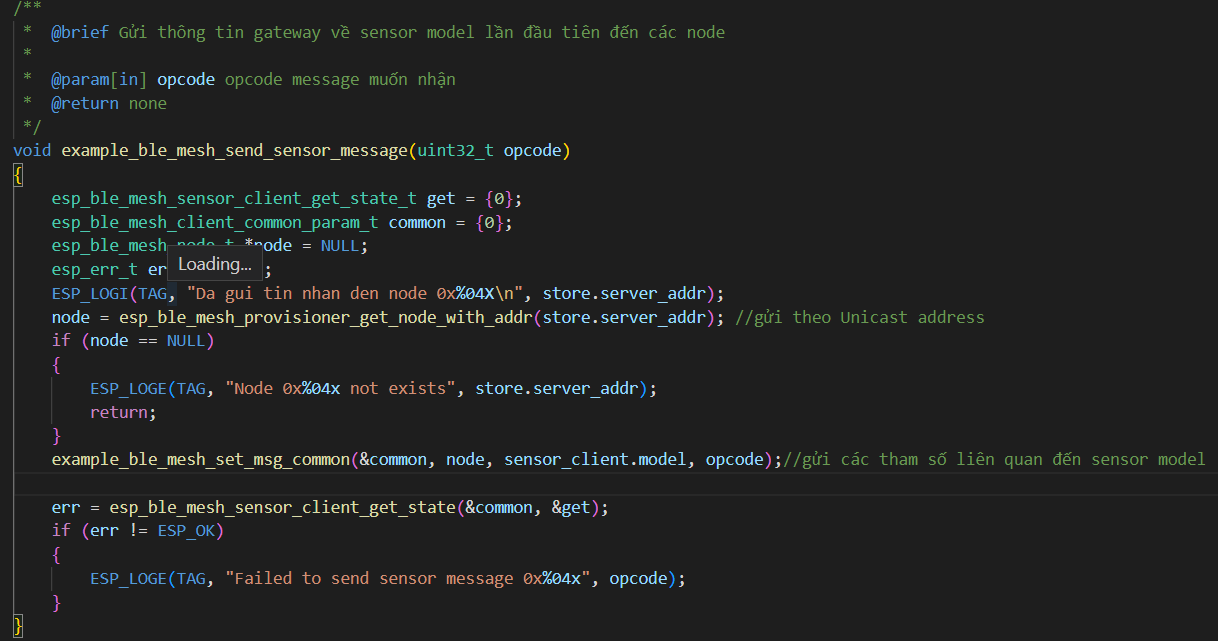 /**
 *  @brief Gửi thông tin gateway về sensor model lần đầu tiên đến các node
 *
 *  @param[in] opcode opcode message muốn nhận
 *  @return none
 */
void example_ble_mesh_send_sensor_message(uint32_t opcode)
{
    esp_ble_mesh_sensor_client_get_state_t get = {0};
    esp_ble_mesh_client_common_param_t common = {0};
    esp_ble_mesh_node_t *node = NULL;
    esp_err_t er
Loading...
;
    ESP_LOGI(TAG, "Da gui tin nhan den node 0x%04X\n", store.server_addr);
    node = esp_ble_mesh_provisioner_get_node_with_addr(store.server_addr); //gửi theo Unicast address
    if (node == NULL)
    {
        ESP_LOGE(TAG, "Node 0x%04x not exists", store.server_addr);
        return;
    }
    example_ble_mesh_set_msg_common(&common, node, sensor_client.model, opcode);//gửi các tham số liên quan đến sensor model
    err = esp_ble_mesh_sensor_client_get_state(&common, &get);
    if (err != ESP_OK)
    {
        ESP_LOGE(TAG, "Failed to send sensor message 0x%04x", opcode);
    }
}